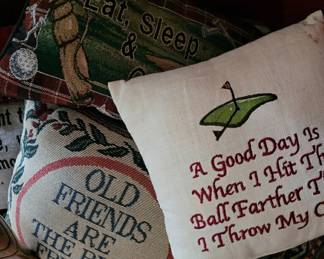 Eat, Sleep
&
A Good Day Is
When I Hit Th
Ball Farther T
I Throw My C
OLD
FRIENDS
ARE
THE B